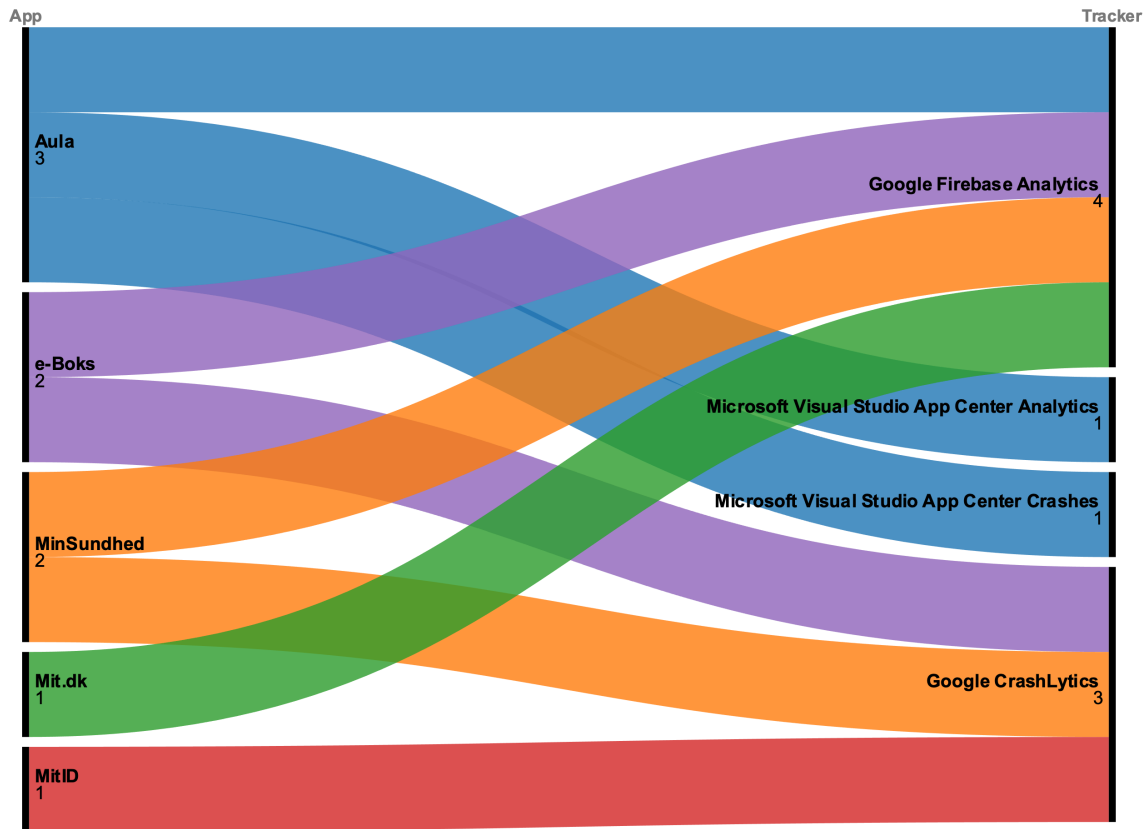 App
Tracker
Aula
3
Google Firebase Analytics
4
e-Boks
2
Microsoft Visual Studio App Center Analytics
1
Microsoft Visual Studio App Center Crashes
1
MinSundhed
2
Mit.dk
1
Google CrashLytics
3
MitID
1